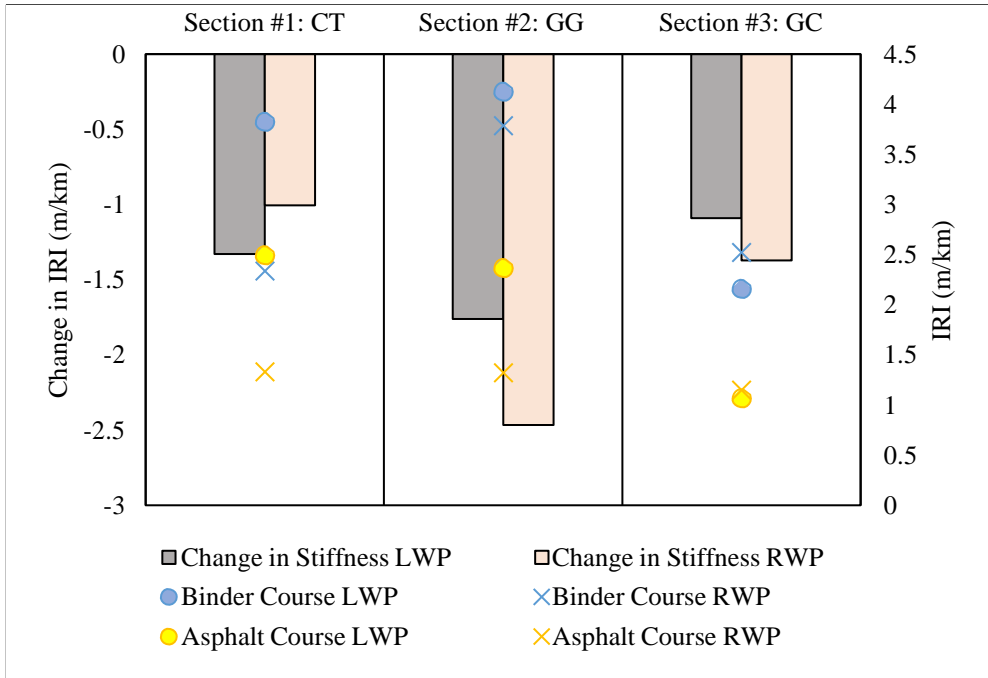 Section #1: CT
Section #2: GG
Section #3: GC
0
-0.5
-1
-1.5
-2
-2.5
-3
Change in IRI (m/km)
4.5
4
3.5
3
2.5
2
1.5
1
0.5
0
IRI (m/km)
Change in Stiffness LWP
Change in Stiffness RWP
Binder Course LWP
Binder Course RWP
Asphalt Course LWP
Asphalt Course RWP